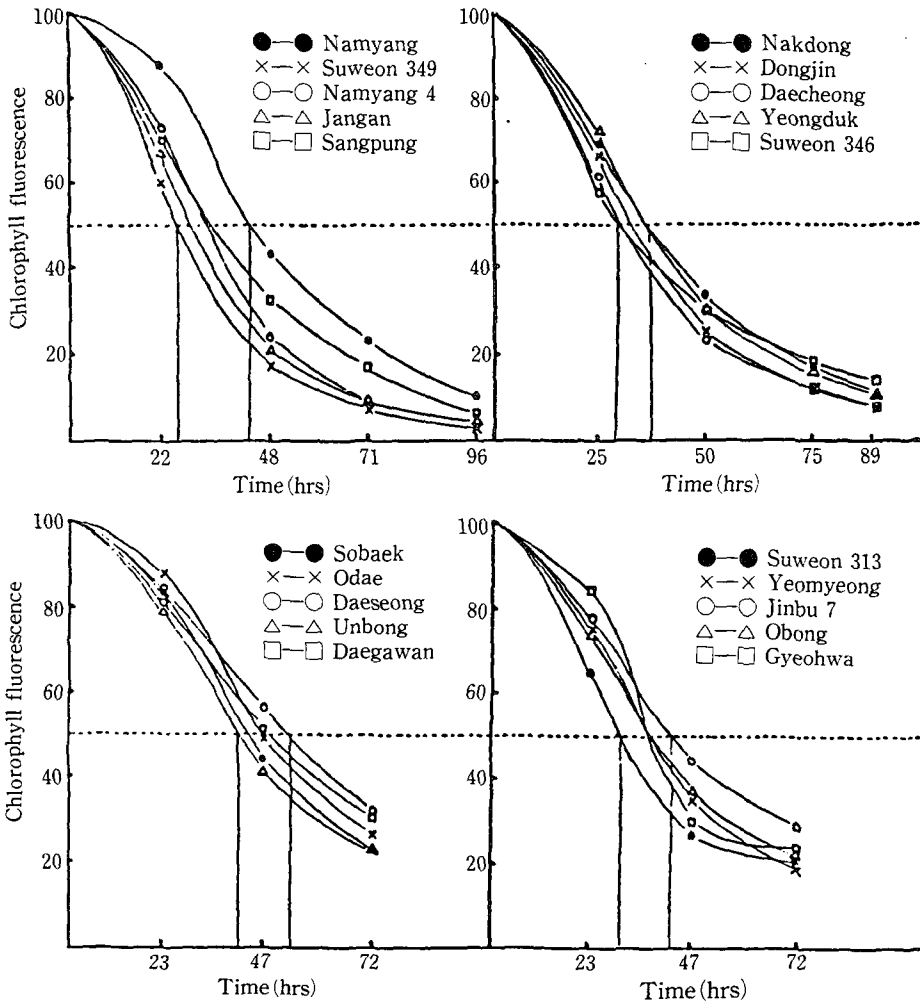 100
80
60
40
20
Chlorophyll fluorescence
Namyang
Suweon 349
Namyang 4
Jangan
Sangpung
22 48 71 96
Time (hrs)
100
80
60
40
20
Nakdong
Dongjin
Daecheong
Yeongduk
Suweon 346
25 50 75 89
Time (hrs)
100
80
60
40
20
Chlorophyll fluorescence
Sobaek
Odae
Daeseong
Unbong
Daegawan
23 47 72
Time (hrs)
100
80
60
40
20
Suweon 313
Yeomyeong
Jinbu 7
Obong
Gyeohwa
23 47 72
Time (hrs)